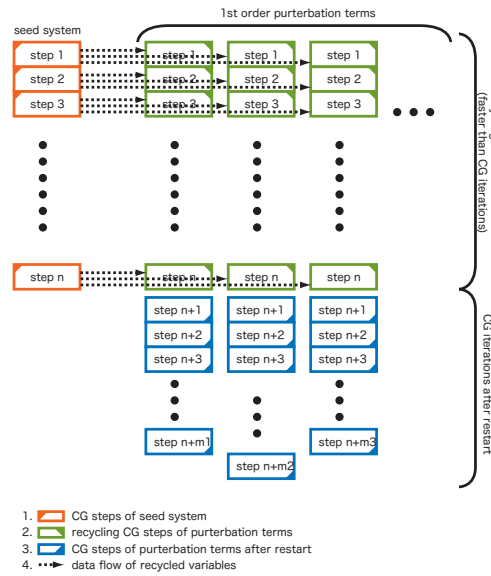 1st order purterbation terms
seed system
step 1 step 1 step 1 step 1
step 2 step 2 step 2 step 2
step 3 step 3 step 3 step 3
(faster than CG iterations)
step n step n step n step n
step n+1 step n+1 step n+1
step n+2 step n+2 step n+2
step n+3 step n+3 step n+3
CG iterations after restart
step n+m1 step n+m3
step n+m2
1. CG steps of seed system
2. recycling CG steps of purterbation terms
3. CG steps of purterbation terms after restart
4. data flow of recycled variables